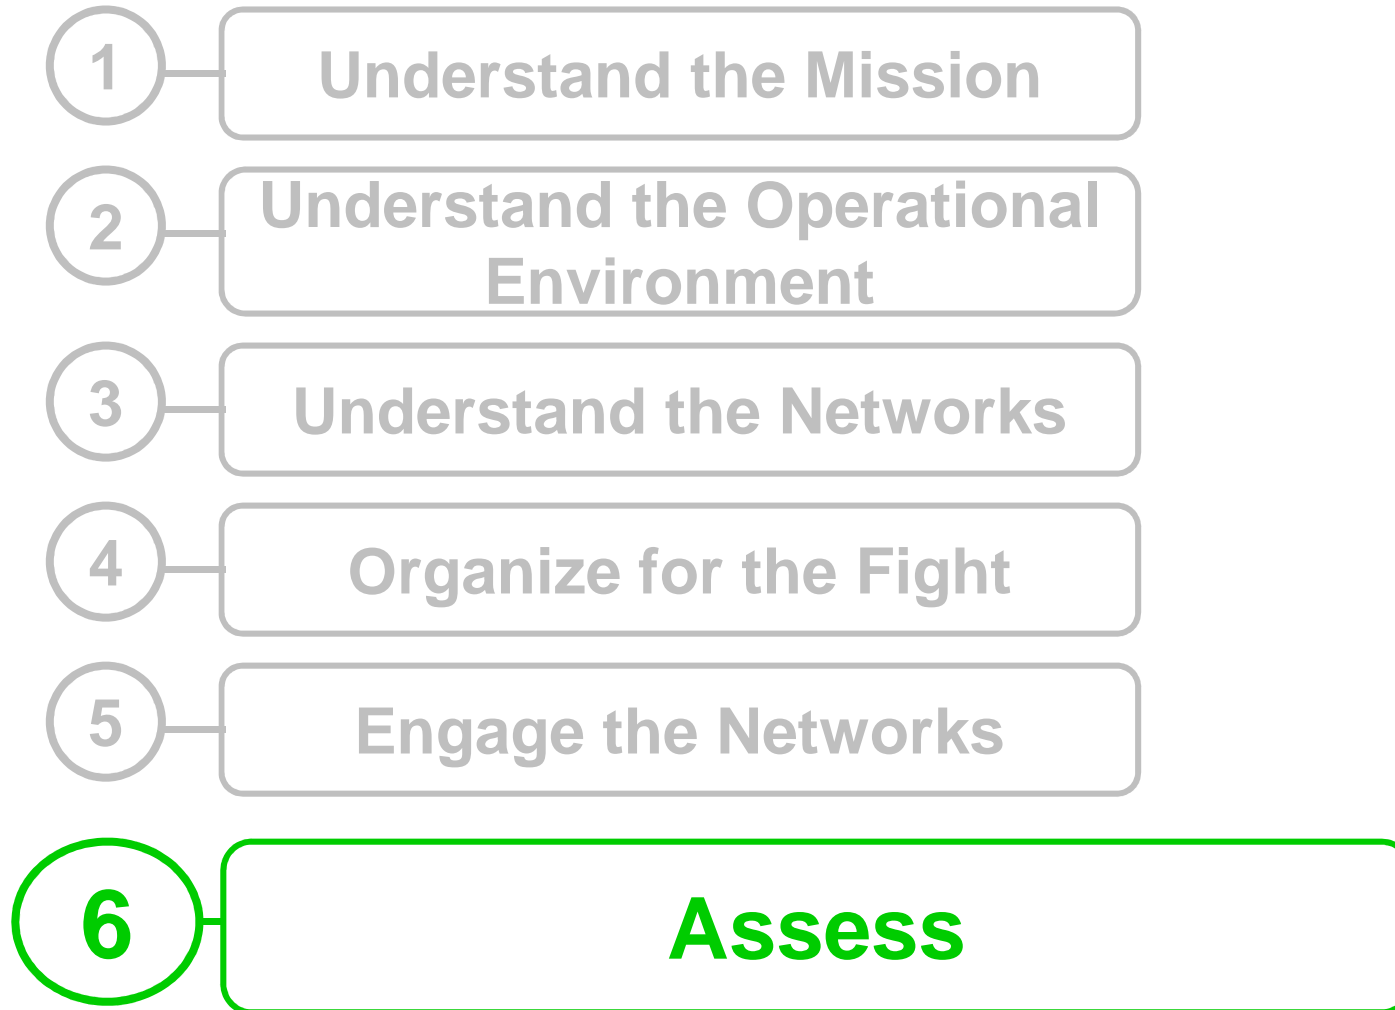 1
Understand the Mission
2
Understand the Operational
Environment
3
Understand the Networks
4
Organize for the Fight
5
Engage the Networks
6
Assess